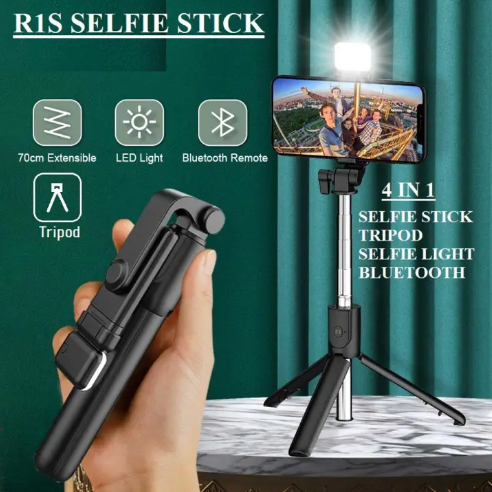 R1S SELFIE STICK
70cm Extensible
LED Light
Bluetooth Remote
Tripod
4 IN 1
SELFIE STICK
TRIPOD
SELFIE LIGHT
BLUETOOTH